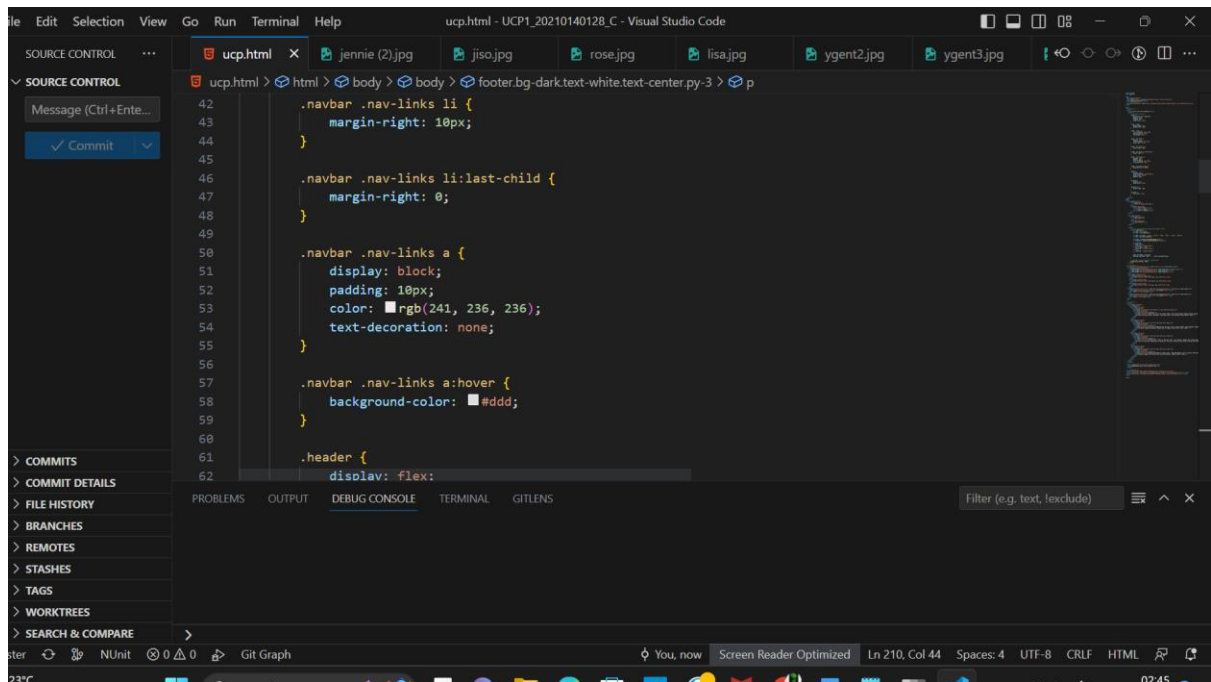 ile Edit Selection View Go Run Terminal Help ucp.html - UCP1_20210140128_C - Visual Studio Code
SOURCE CONTROL ···
ucp.html × jennie (2).jpg jiso.jpg rose.jpg lisa.jpg ygent2.jpg ygent3.jpg
SOURCE CONTROL
ucp.html > html > body > body > footer.bg-dark.text-white.text-center.py-3 > p
Message (Ctrl+Ente...
Commit
42 .navbar .nav-links li {
43 margin-right: 10px;
44 }
45
46 .navbar .nav-links li:last-child {
47 margin-right: 0;
48 }
49
50 .navbar .nav-links a {
51 display: block;
52 padding: 10px;
53 color: rgb(241, 236, 236);
54 text-decoration: none;
55 }
56
57 .navbar .nav-links a:hover {
58 background-color: #ddd;
59 }
60
61 .header {
62 display: flex;
COMMITS
COMMIT DETAILS
FILE HISTORY
BRANCHES
REMOTES
STASHES
TAGS
WORKTREES
SEARCH & COMPARE
PROBLEMS OUTPUT DEBUG CONSOLE TERMINAL GITLENS Filter (e.g. text, !exclude)
>
ster NUnit 0 0 Git Graph You, now Screen Reader Optimized Ln 210, Col 44 Spaces: 4 UTF-8 CRLF HTML
23°C 02:45